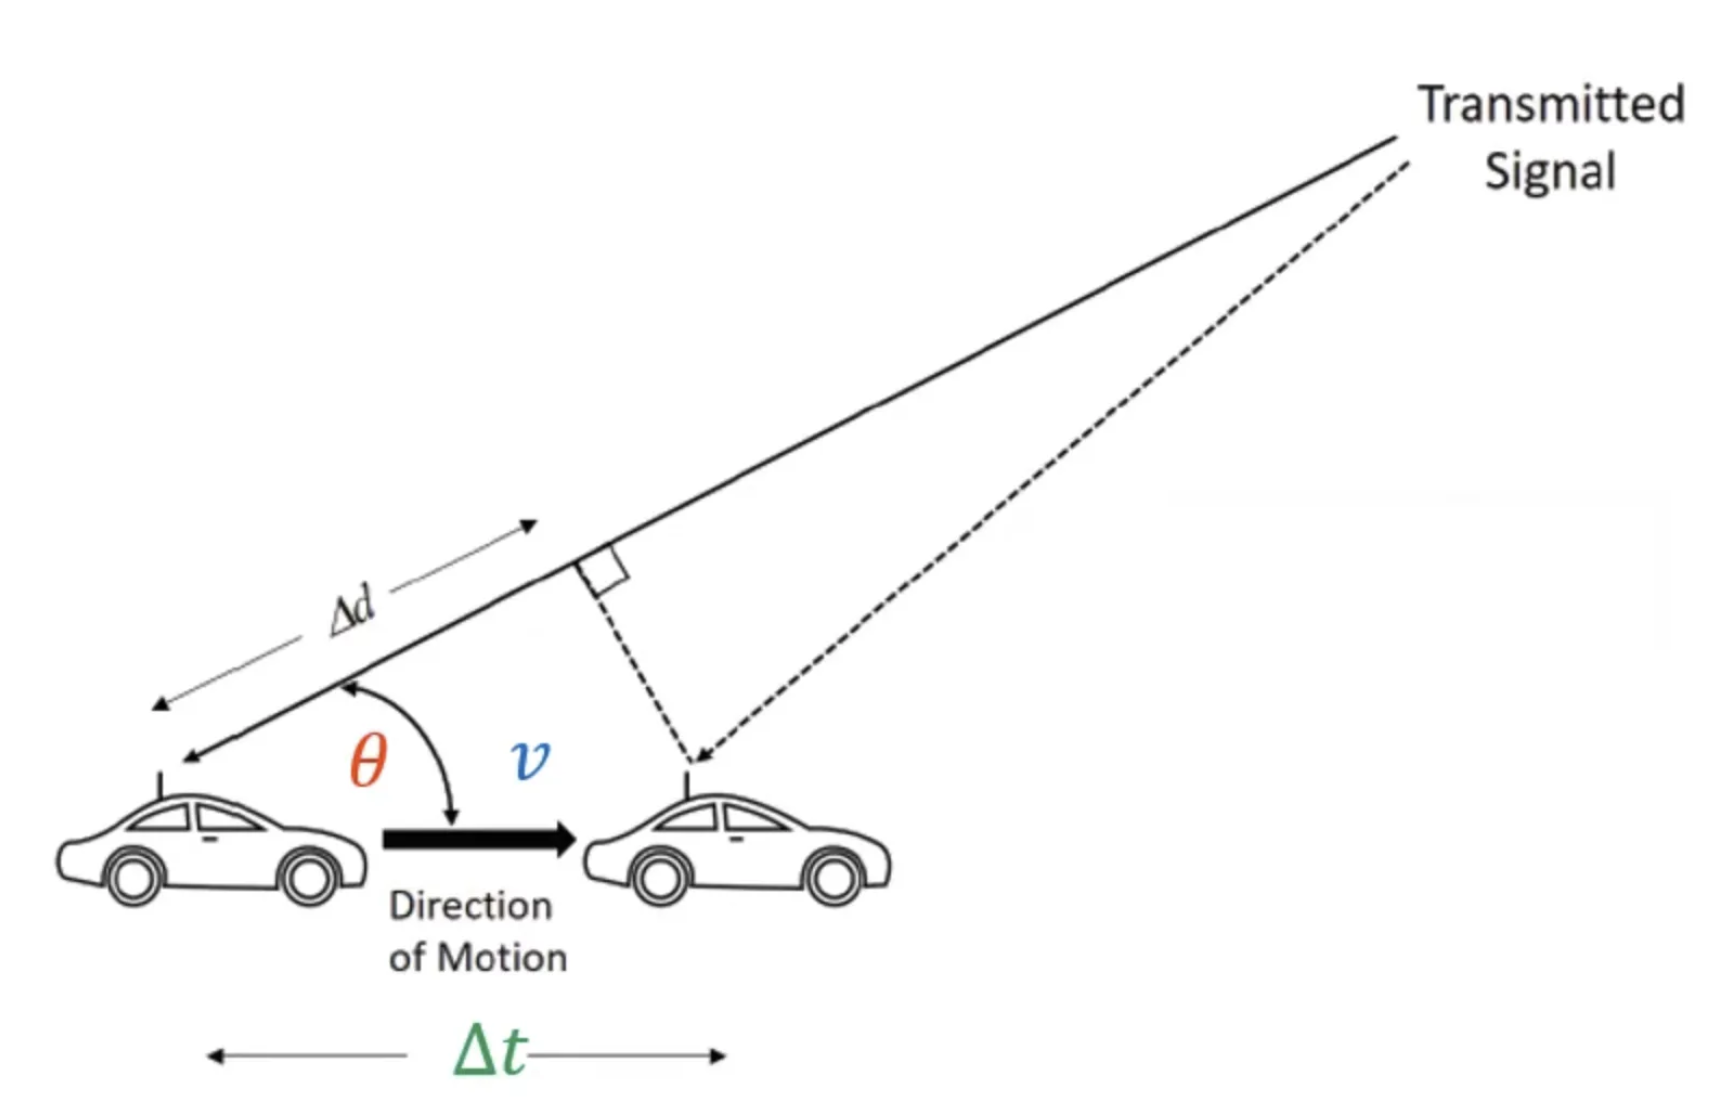 Transmitted
Signal
Δd
θ
v
Direction
of Motion
Δt